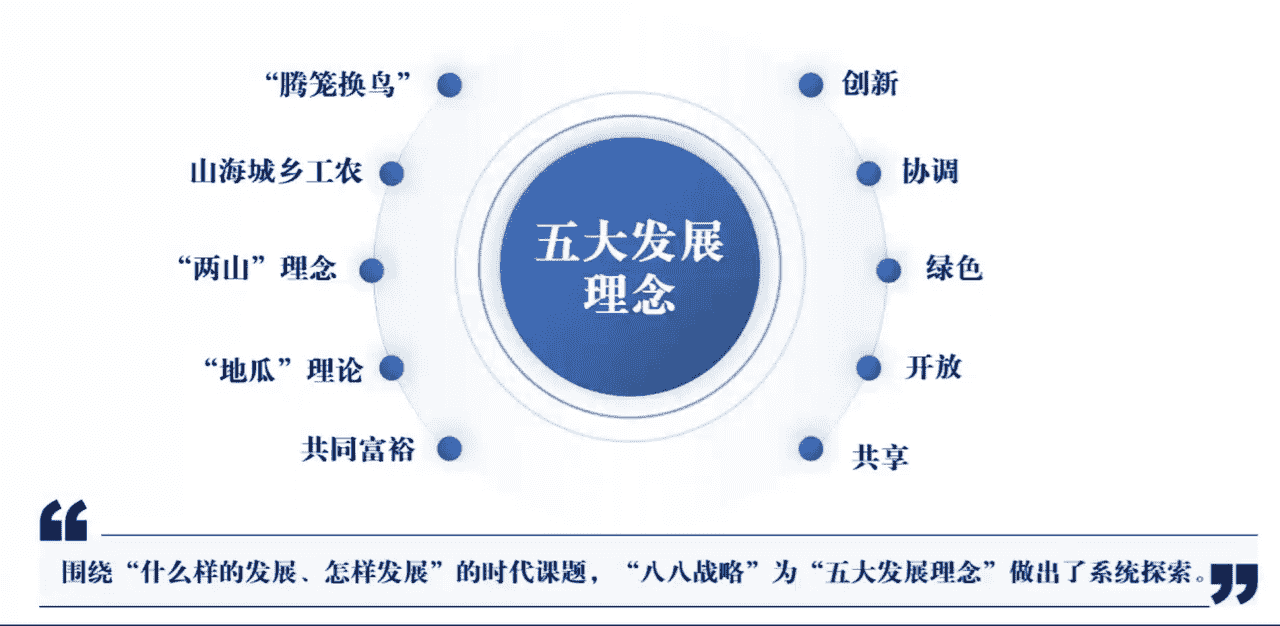 “腾笼换鸟”
创新
山海城乡工农
协调
“两山”理念
绿色
五大发展
理念
“地瓜”理论
开放
共同富裕
共享
围绕“什么样的发展、怎样发展”的时代课题，“八八战略”为“五大发展理念”做出了系统探索。